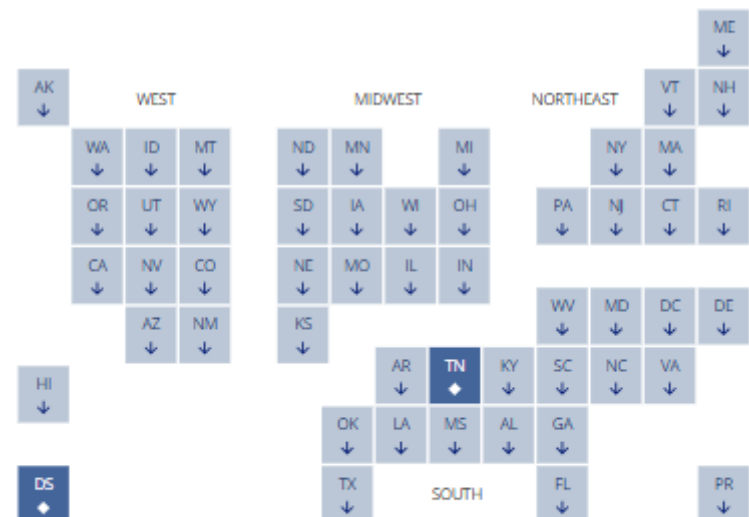 ME
AK WEST MIDWEST NORTHEAST VT NH
WA ID MT ND MN MI NY MA
OR UT WY SD IA WI OH PA NJ CT RI
CA NV CO NE MO IL IN
AZ NM KS WV MD DC DE
HI AR TN KY SC NC VA
OK LA MS AL GA
DS TX SOUTH FL PR